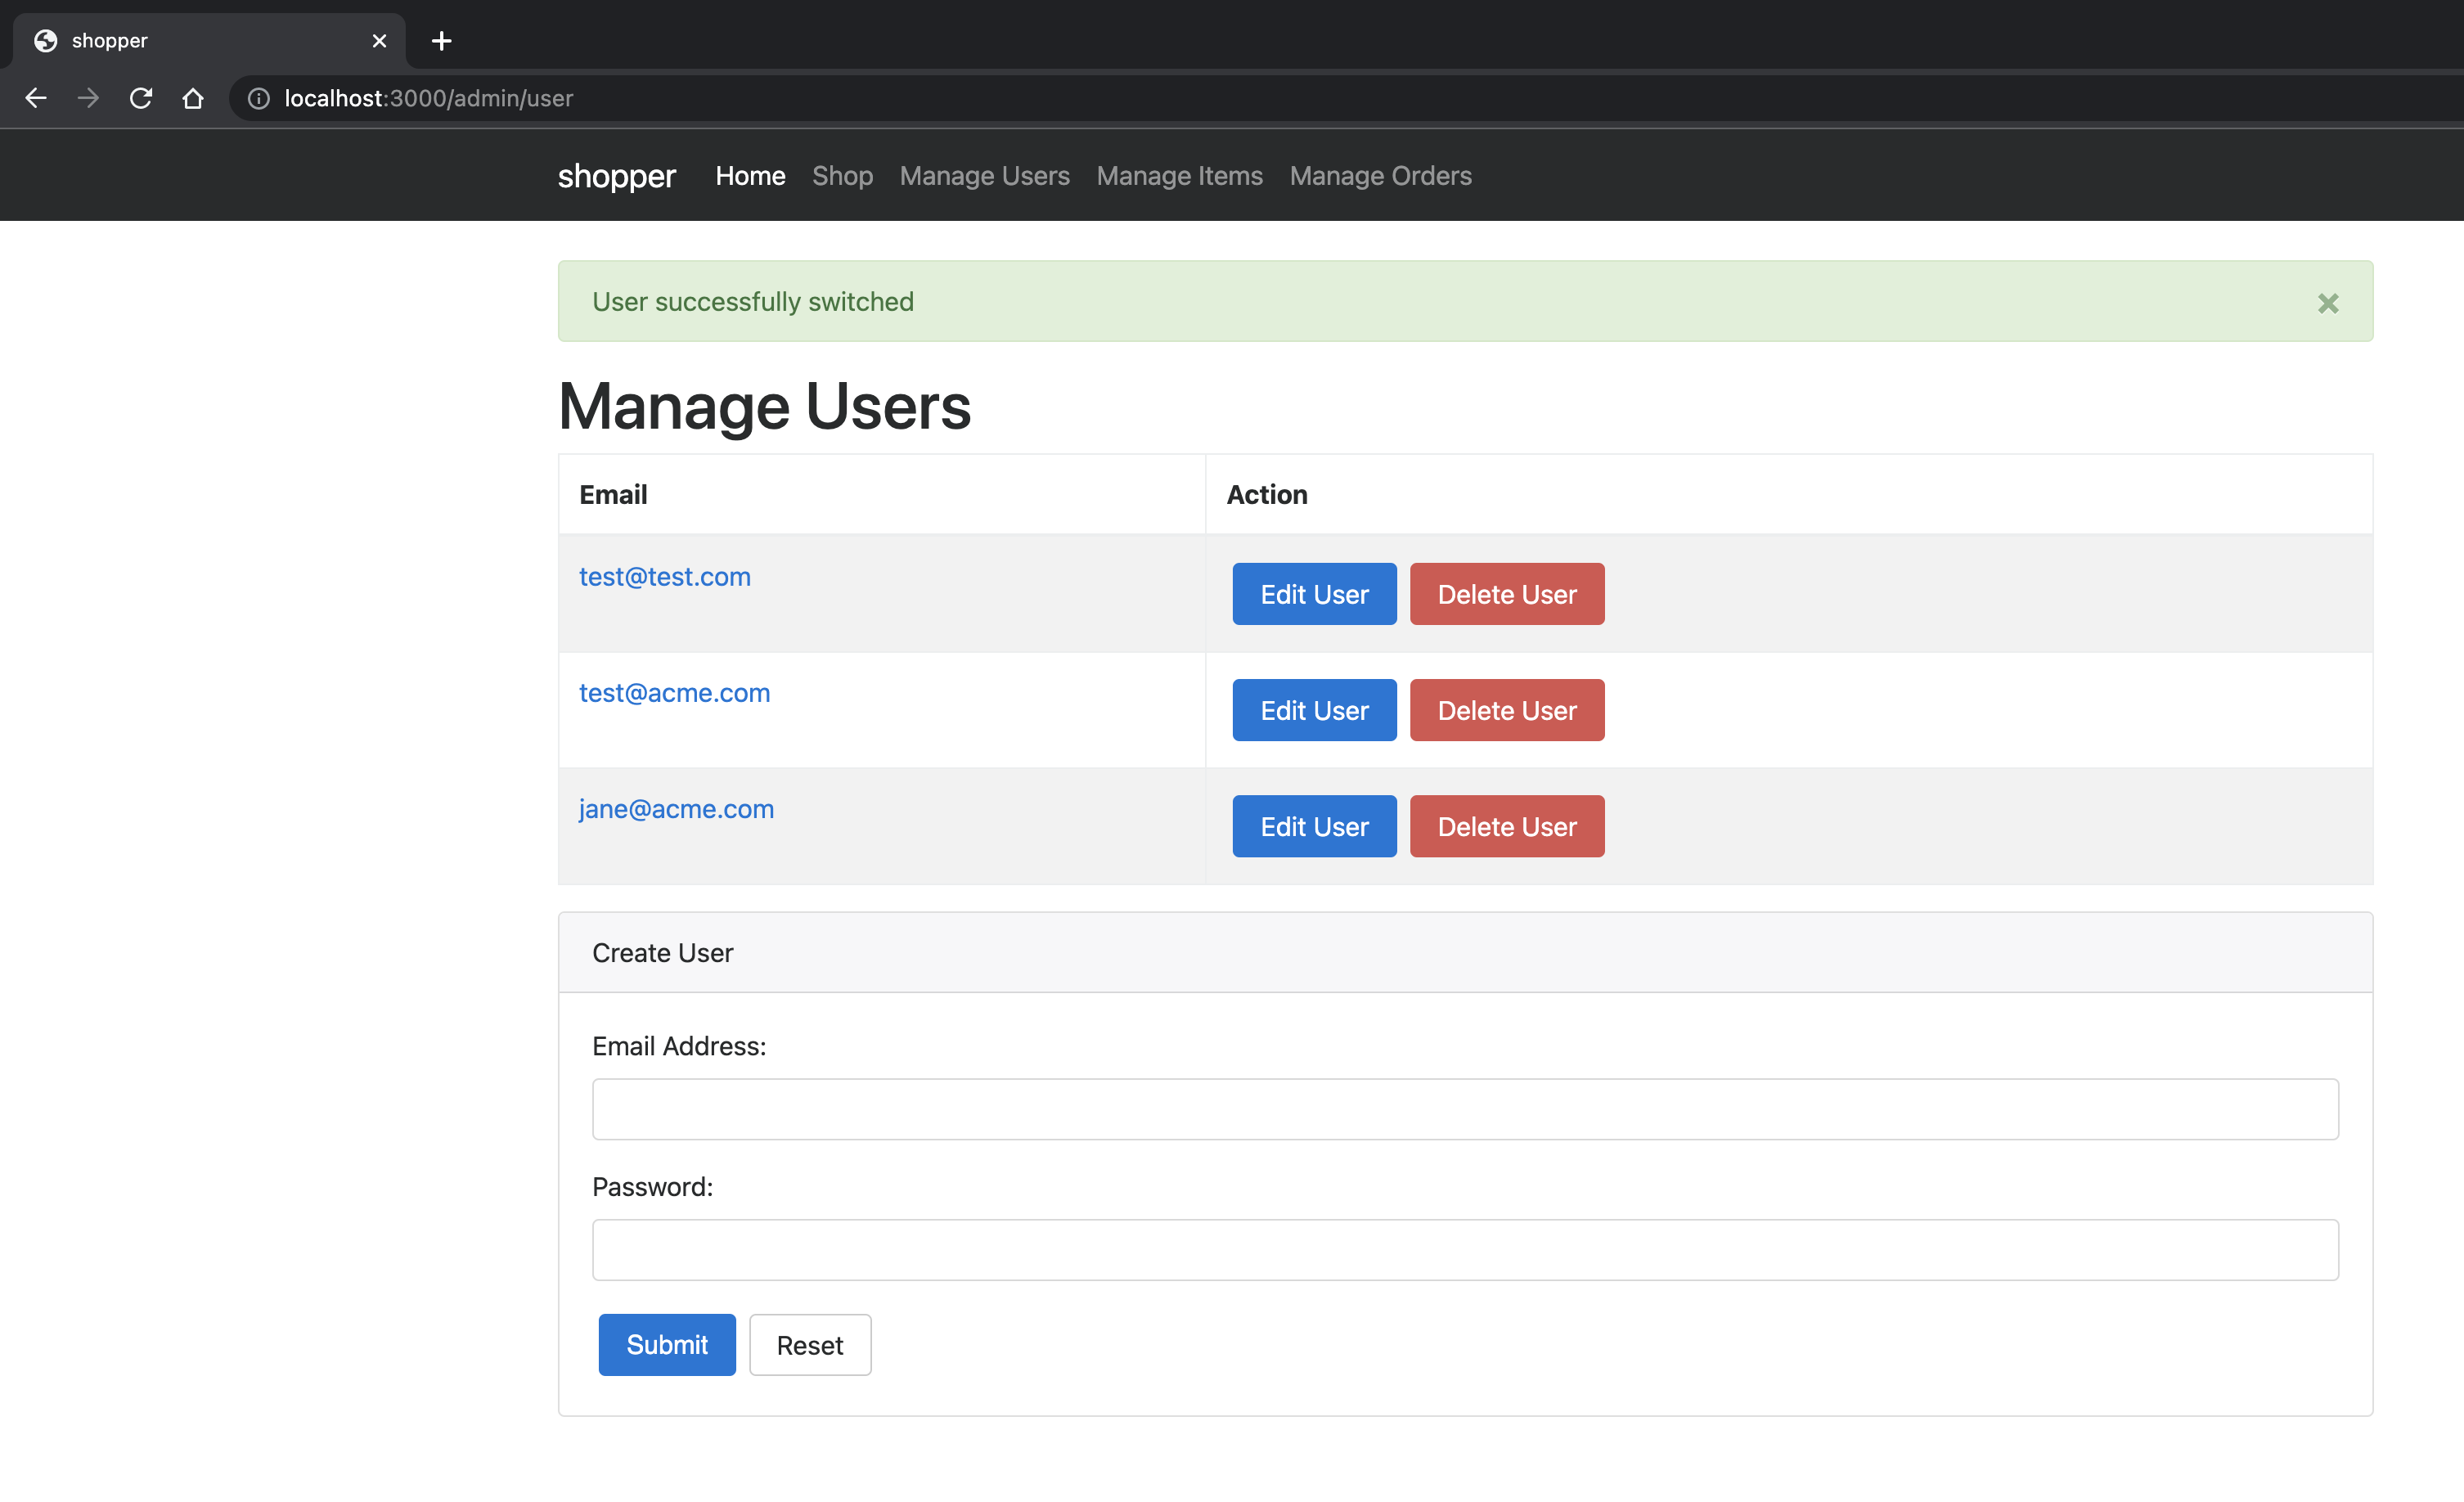 shopper
localhost:3000/admin/user
shopper Home Shop Manage Users Manage Items Manage Orders
User successfully switched
Manage Users
Email Action
test@test.com Edit User Delete User
test@acme.com Edit User Delete User
jane@acme.com Edit User Delete User
Create User
Email Address:
Password:
Submit Reset